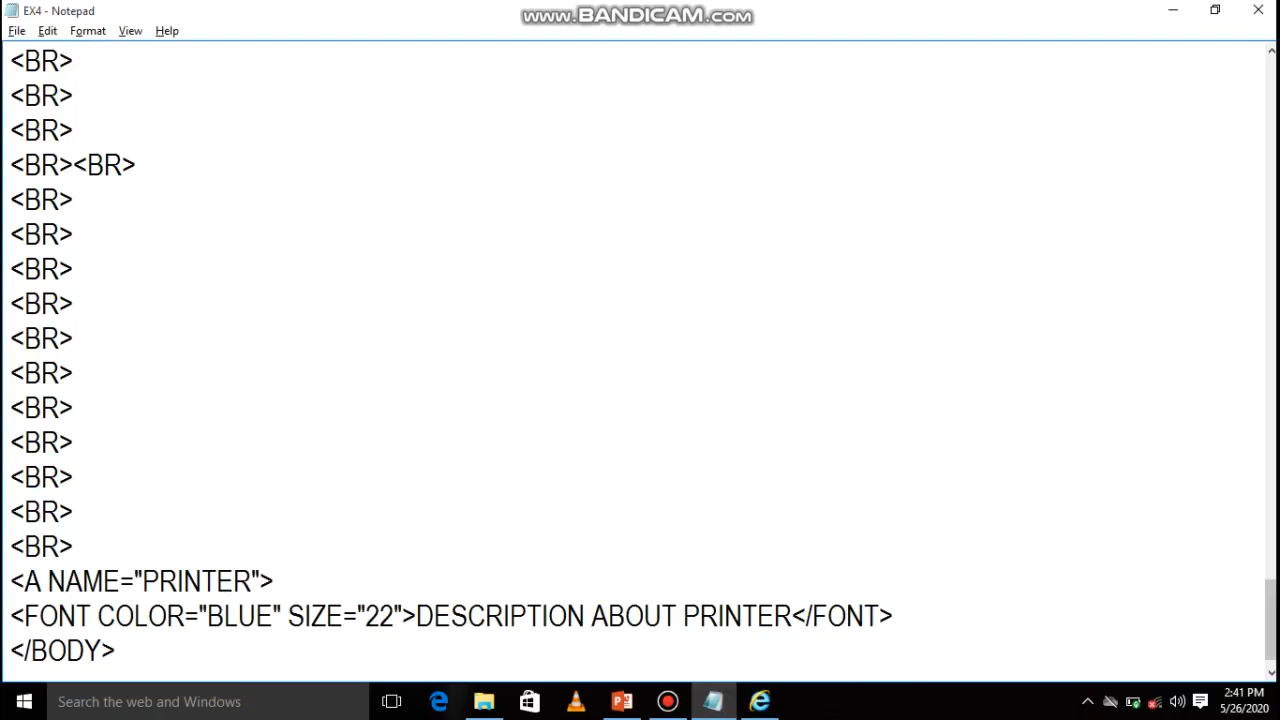 EX4 - Notepad
www.BANDICAM.com
File Edit Format View Help
<BR>
<BR>
<BR>
<BR><BR>
<BR>
<BR>
<BR>
<BR>
<BR>
<BR>
<BR>
<BR>
<BR>
<BR>
<BR>
<A NAME="PRINTER">
<FONT COLOR="BLUE" SIZE="22">DESCRIPTION ABOUT PRINTER</FONT>
</BODY>
Search the web and Windows
2:41 PM
5/26/2020